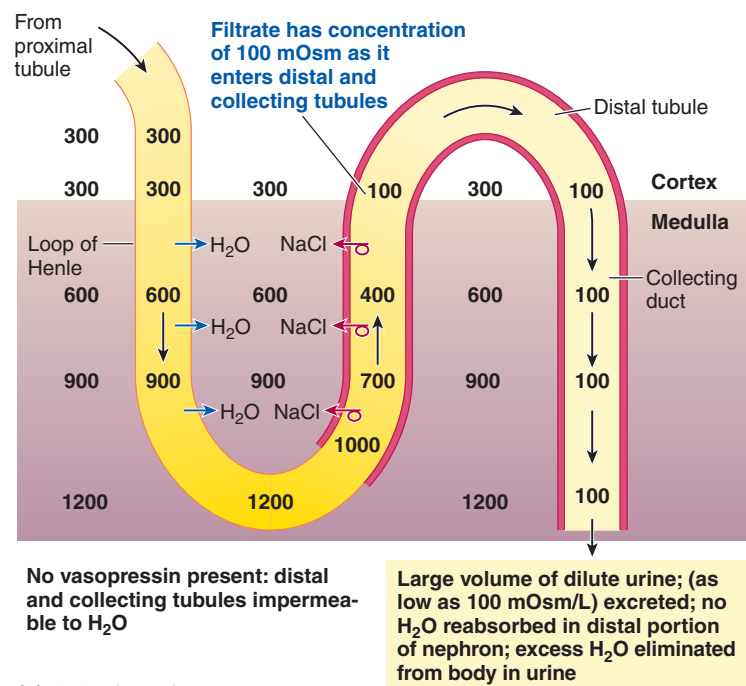 From
proximal
tubule
Filtrate has concentration
of 100 mOsm as it
enters distal and
collecting tubules
Distal tubule
300 300
300 300 300 100 300 100 Cortex
Medulla
Loop of
Henle
H₂O NaCl
Collecting
duct
600 600 600 400 600 100
H₂O NaCl
900 900 900 700 900 100
H₂O NaCl
1000
1200 1200 1200 100
No vasopressin present: distal
and collecting tubules impermea-
ble to H₂O
Large volume of dilute urine; (as
low as 100 mOsm/L) excreted; no
H₂O reabsorbed in distal portion
of nephron; excess H₂O eliminated
from body in urine